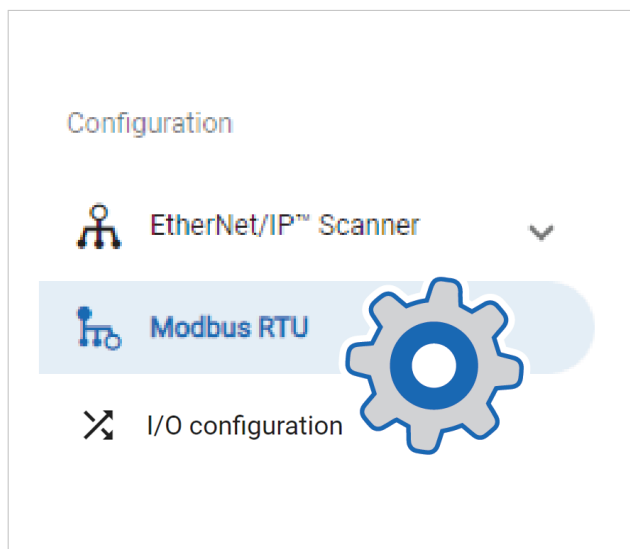 Configuration
EtherNet/IP™ Scanner
Modbus RTU
I/O configuration